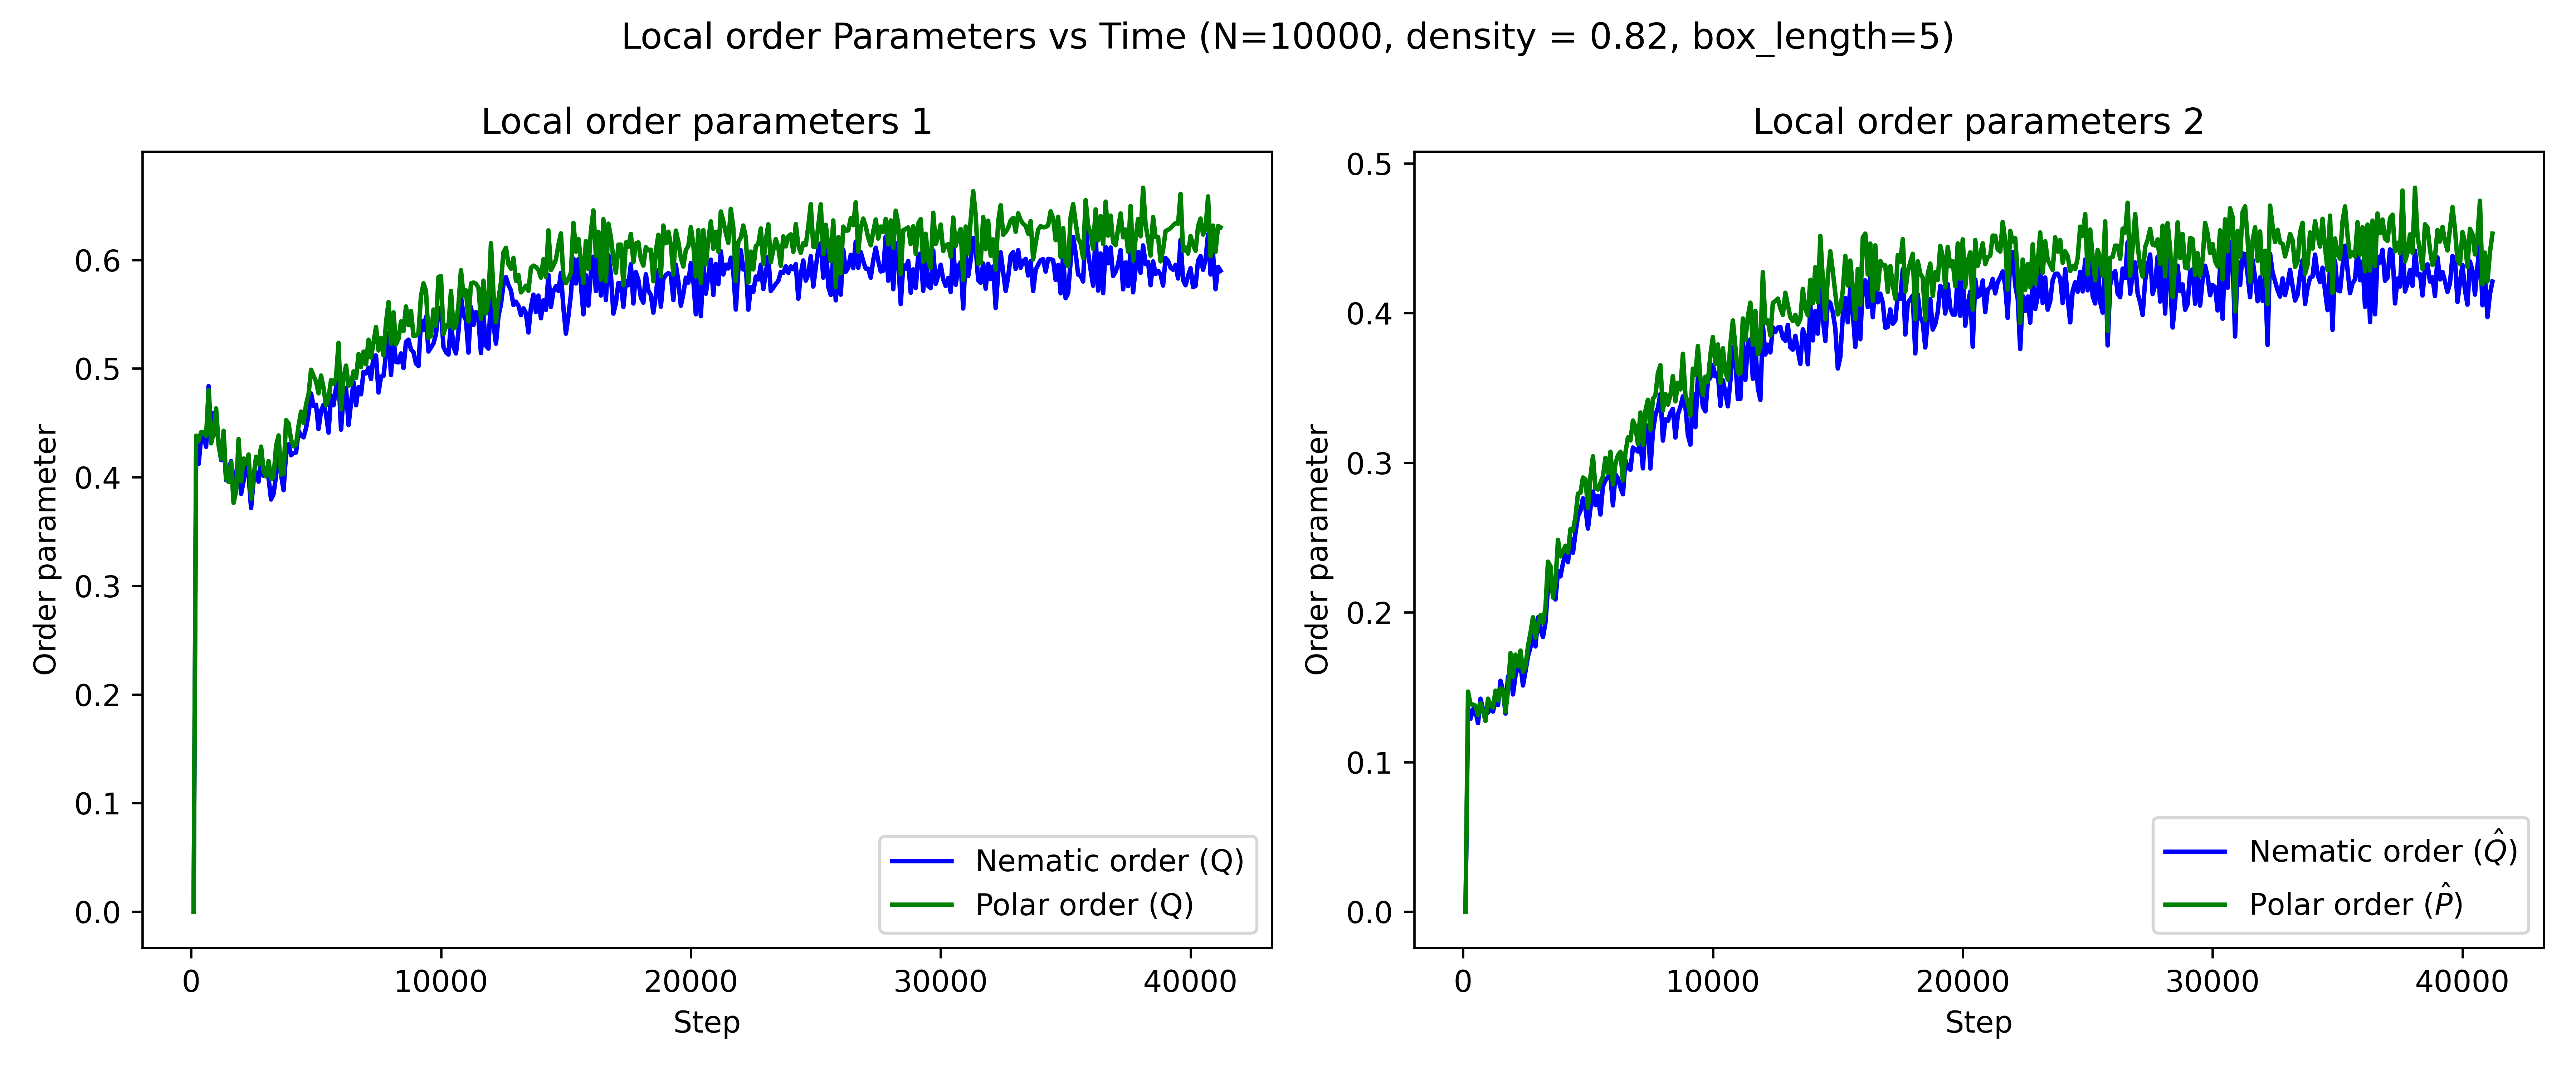 Local order Parameters vs Time (N=10000, density = 0.82, box_length=5)
Local order parameters 1
Order parameter
0.6
0.5
0.4
0.3
0.2
0.1
0.0
0 10000 20000 30000 40000
Step
Nematic order (Q)
Polar order (Q)
Local order parameters 2
Order parameter
0.5
0.4
0.3
0.2
0.1
0.0
0 10000 20000 30000 40000
Step
Nematic order (Q̂)
Polar order (P̂)